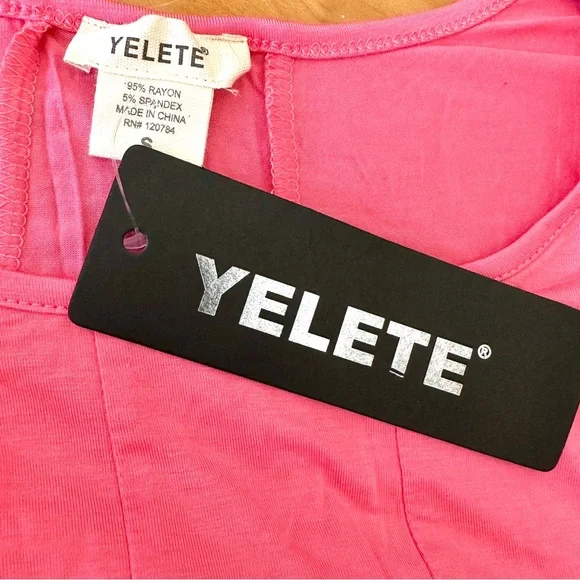 YELETE®
95% RAYON
5% SPANDEX
MADE IN CHINA
RN# 120784
S
YELETE®